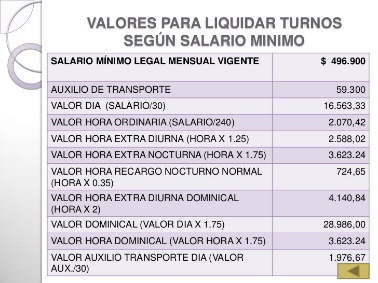 VALORES PARA LIQUIDAR TURNOS
SEGÚN SALARIO MINIMO
SALARIO MÍNIMO LEGAL MENSUAL VIGENTE $ 496.900
AUXILIO DE TRANSPORTE 59.300
VALOR DIA (SALARIO/30) 16.563,33
VALOR HORA ORDINARIA (SALARIO/240) 2.070,42
VALOR HORA EXTRA DIURNA (HORA X 1.25) 2.588,02
VALOR HORA EXTRA NOCTURNA (HORA X 1.75) 3.623.24
VALOR HORA RECARGO NOCTURNO NORMAL 724,65
(HORA X 0.35)
VALOR HORA EXTRA DIURNA DOMINICAL 4.140,84
(HORA X 2)
VALOR DOMINICAL (VALOR DIA X 1.75) 28.986,00
VALOR HORA DOMINICAL (VALOR HORA X 1.75) 3.623.24
VALOR AUXILIO TRANSPORTE DIA (VALOR 1.976,67
AUX./30)